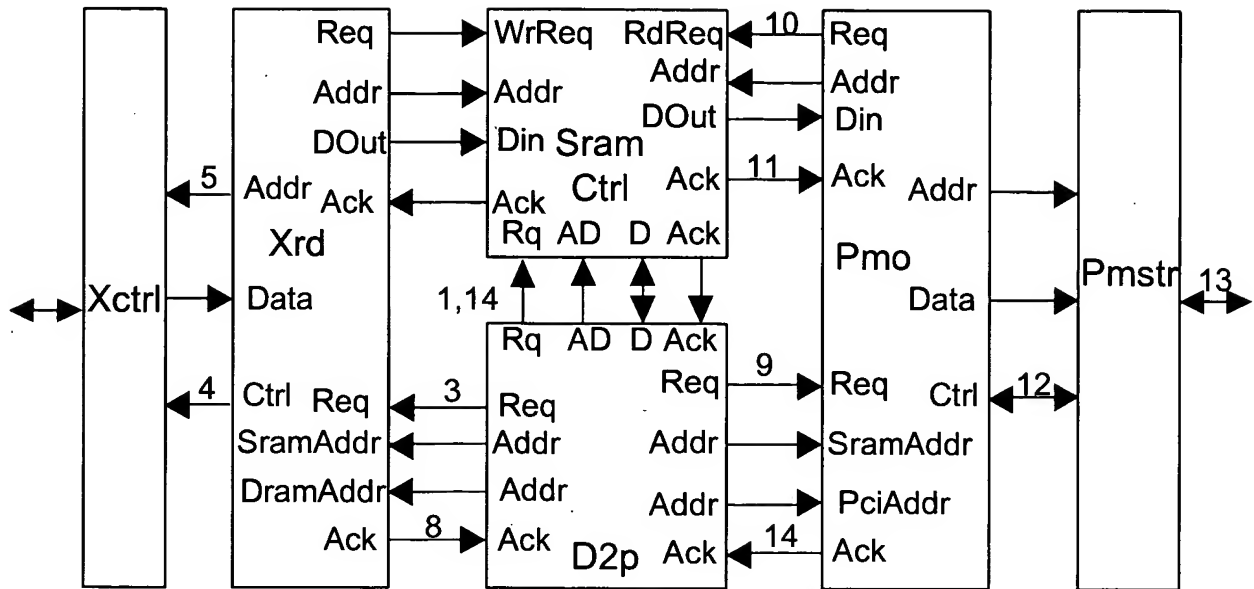 Req WrReq RdReq 10 Req
Addr Addr Addr Addr
DOut Din DOut Din
Sram
Ctrl
5 Addr Ack Ack Ack 11 Ack Addr
Xrd Rq AD D Ack Pmo
Xctrl Data 1,14 Data Pmstr 13
Rq AD D Ack
4 Ctrl Req 3 Req Req 9 Req Ctrl 12
SramAddr Addr Addr SramAddr
DramAddr Addr Addr PciAddr
Ack 8 Ack D2p Ack 14 Ack